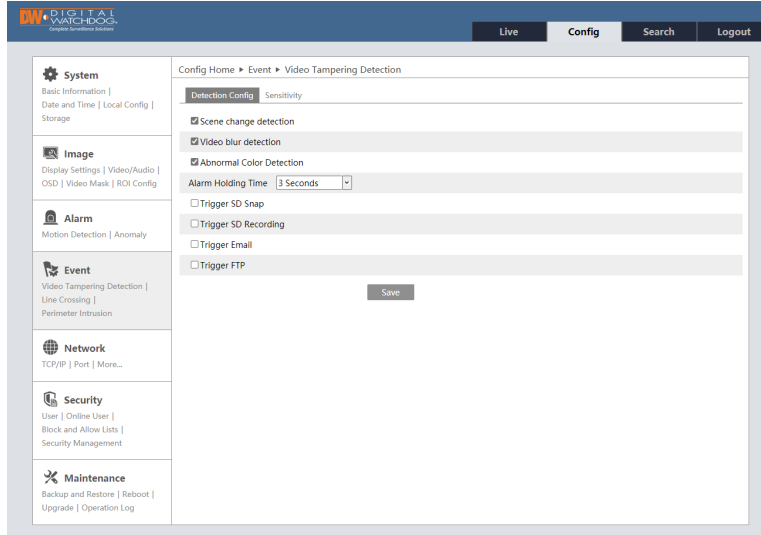 DW DIGITAL
WATCHDOG®
Complete Surveillance Solutions
Live Config Search Logout
System
Basic Information |
Date and Time | Local Config |
Storage
Image
Display Settings | Video/Audio |
OSD | Video Mask | ROI Config
Alarm
Motion Detection | Anomaly
Event
Video Tampering Detection |
Line Crossing |
Perimeter Intrusion
Network
TCP/IP | Port | More...
Security
User | Online User |
Block and Allow Lists |
Security Management
Maintenance
Backup and Restore | Reboot |
Upgrade | Operation Log
Config Home ▶ Event ▶ Video Tampering Detection
Detection Config Sensitivity
Scene change detection
Video blur detection
Abnormal Color Detection
Alarm Holding Time 3 Seconds
Trigger SD Snap
Trigger SD Recording
Trigger Email
Trigger FTP
Save